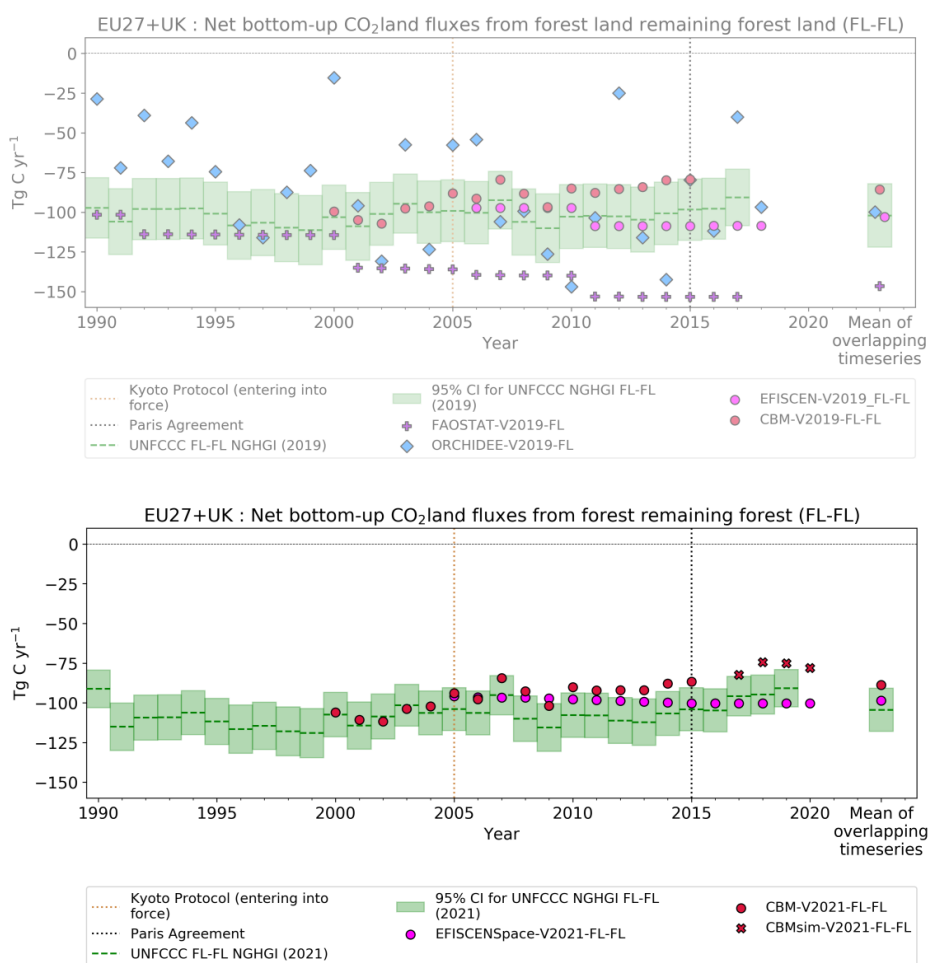 EU27+UK : Net bottom-up CO₂land fluxes from forest land remaining forest land (FL-FL)
0
−25
−50
−75
−100
−125
−150
Tg C yr⁻¹
1990
1995
2000
2005
2010
2015
2020
Mean of
overlapping
timeseries
Year
Kyoto Protocol (entering into
force)
Paris Agreement
UNFCCC FL-FL NGHGI (2019)
95% CI for UNFCCC NGHGI FL-FL
(2019)
FAOSTAT-V2019-FL
ORCHIDEE-V2019-FL
EFISCEN-V2019_FL-FL
CBM-V2019-FL-FL
EU27+UK : Net bottom-up CO₂land fluxes from forest remaining forest (FL-FL)
0
−25
−50
−75
−100
−125
−150
Tg C yr⁻¹
1990
1995
2000
2005
2010
2015
2020
Mean of
overlapping
timeseries
Year
Kyoto Protocol (entering into
force)
Paris Agreement
UNFCCC FL-FL NGHGI (2021)
95% CI for UNFCCC NGHGI FL-FL
(2021)
EFISCENSpace-V2021-FL-FL
CBM-V2021-FL-FL
CBMsim-V2021-FL-FL